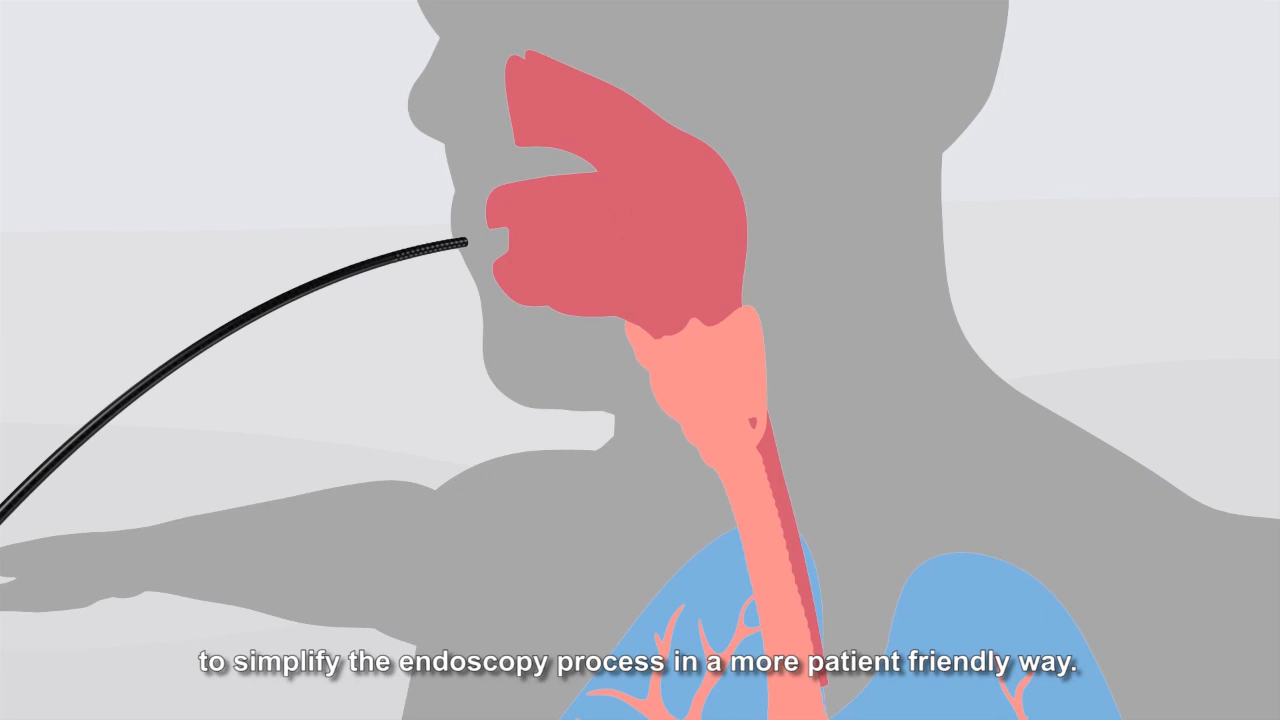 to simplify the endoscopy process in a more patient friendly way.